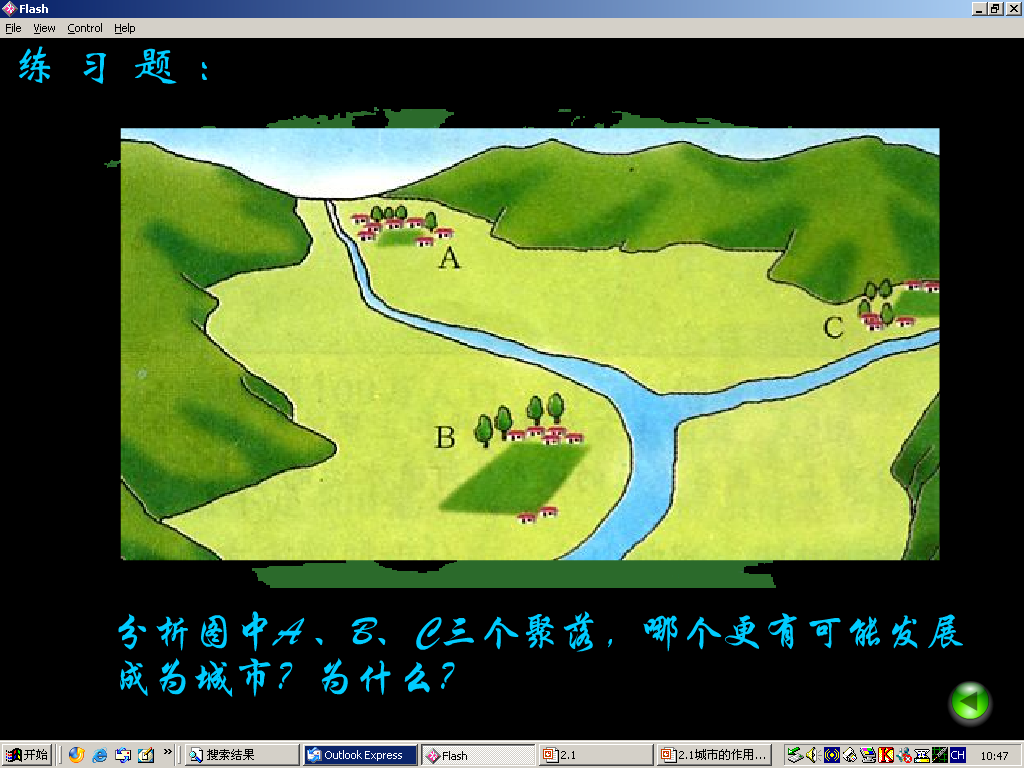 Flash
File View Control Help
练习题：
A
C
B
分析图中A、B、C三个聚落，哪个更有可能发展
成为城市？为什么？
开始 » 搜索结果 Outlook Express Flash 2.1 2.1城市的作用... CH 10:47